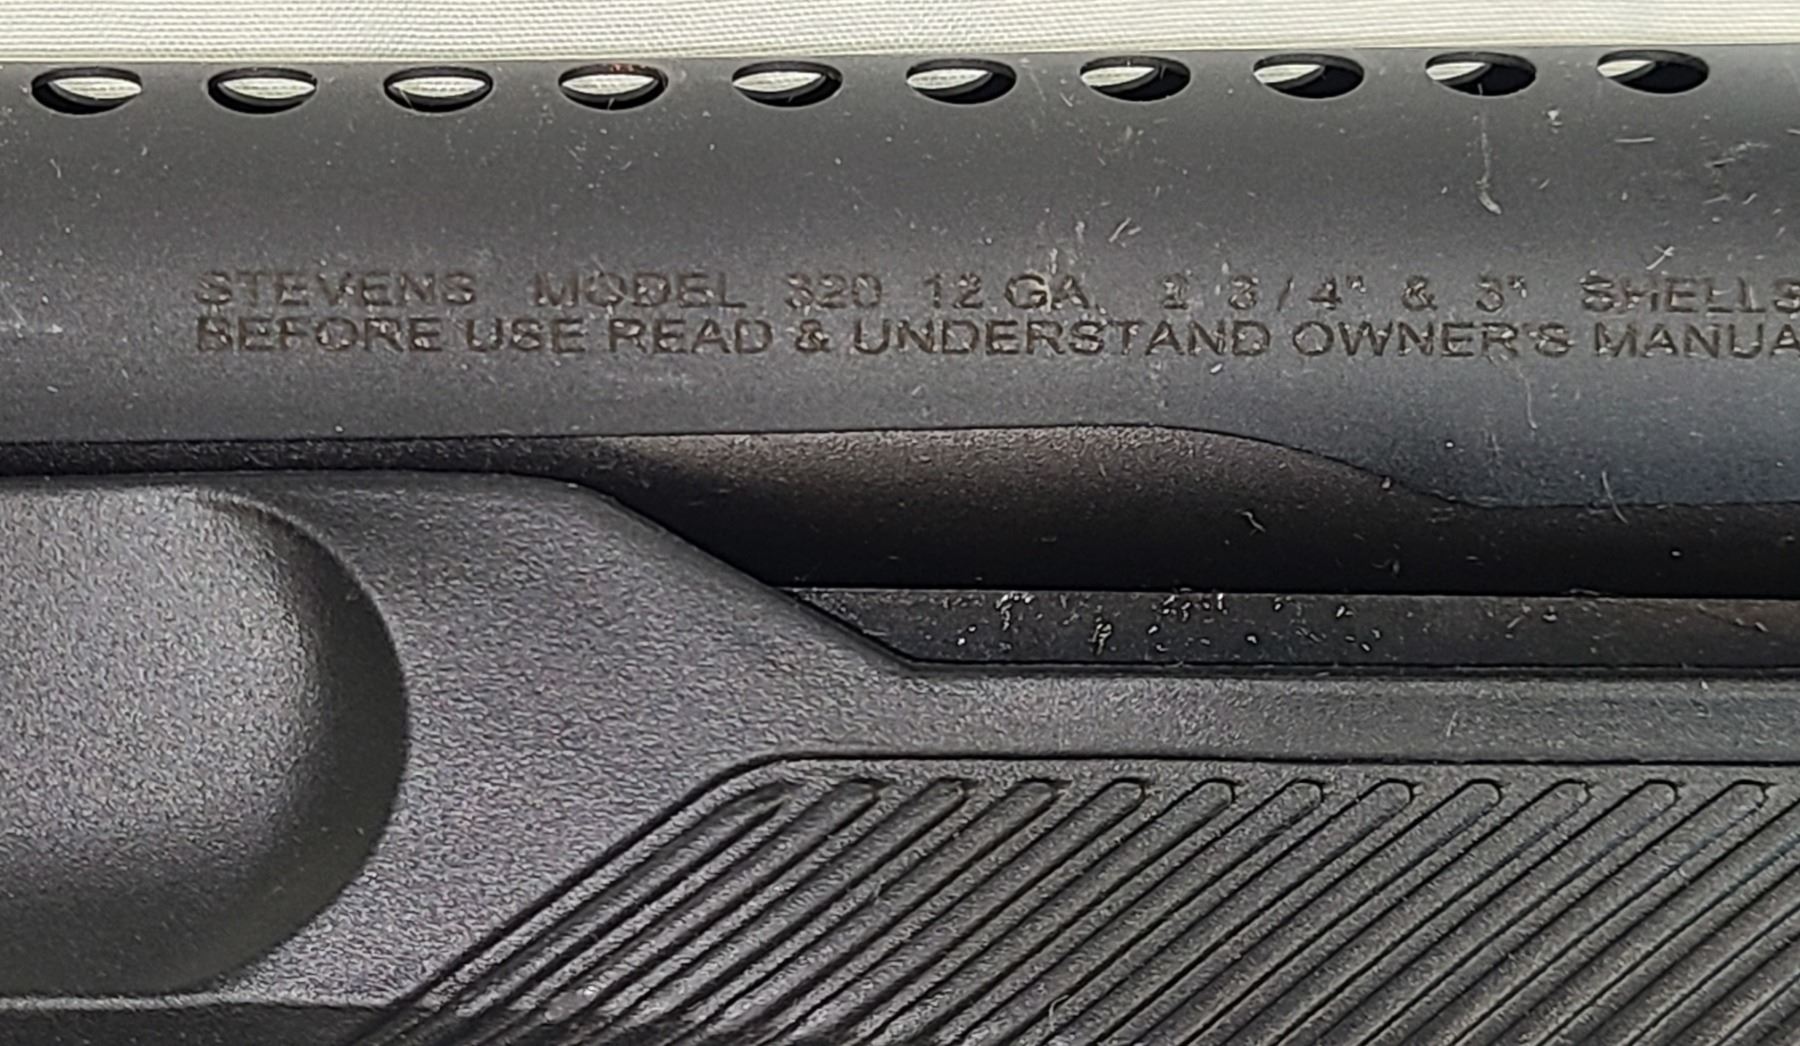 STEVENS MODEL 320 12 GA. 2 3/4" & 3" SHELLS
BEFORE USE READ & UNDERSTAND OWNER'S MANUA